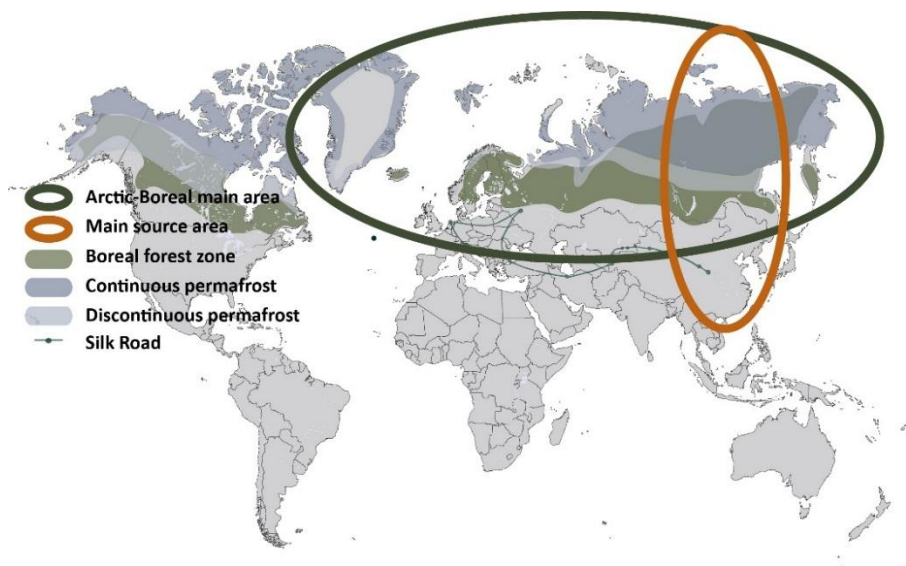 Arctic-Boreal main area
Main source area
Boreal forest zone
Continuous permafrost
Discontinuous permafrost
Silk Road